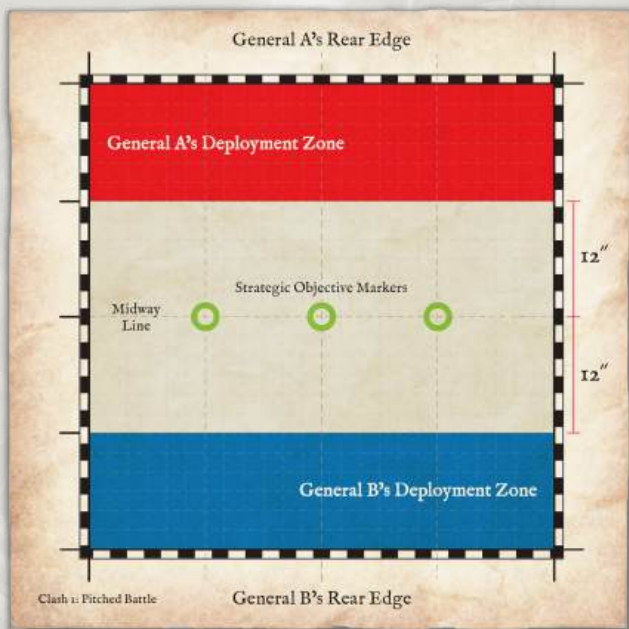 General A's Rear Edge
General A's Deployment Zone
12"
Strategic Objective Markers
Midway
Line
12"
General B's Deployment Zone
Clash 1: Pitched Battle
General B's Rear Edge